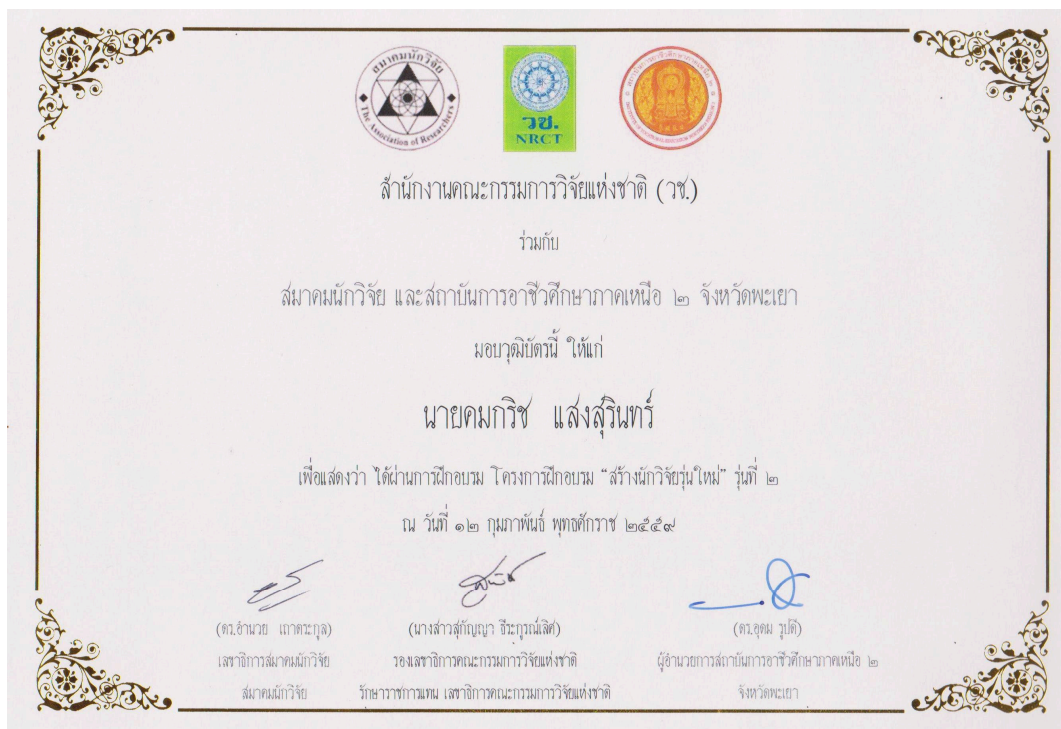 สมาคมนักวิจัย
The Association of Researchers
วช.
NRCT
สำนักงานคณะกรรมการวิจัยแห่งชาติ (วช.)
ร่วมกับ
สมาคมนักวิจัย และสถาบันการอาชีวศึกษาภาคเหนือ ๒ จังหวัดพะเยา
มอบวุฒิบัตรนี้ ให้แก่
นายคมกริช แสงสุรินทร์
เพื่อแสดงว่า ได้ผ่านการฝึกอบรม โครงการฝึกอบรม “สร้างนักวิจัยรุ่นใหม่” รุ่นที่ ๒
ณ วันที่ ๑๒ กุมภาพันธ์ พุทธศักราช ๒๕๕๙
(ดร.อำนวย เถาตระกูล) (นางสาวสุกัญญา ธีระกูรณ์เลิศ) (ดร.อุดม รูปดี)
เลขาธิการสมาคมนักวิจัย รองเลขาธิการคณะกรรมการวิจัยแห่งชาติ ผู้อำนวยการสถาบันการอาชีวศึกษาภาคเหนือ ๒
สมาคมนักวิจัย รักษาราชการแทน เลขาธิการคณะกรรมการวิจัยแห่งชาติ จังหวัดพะเยา